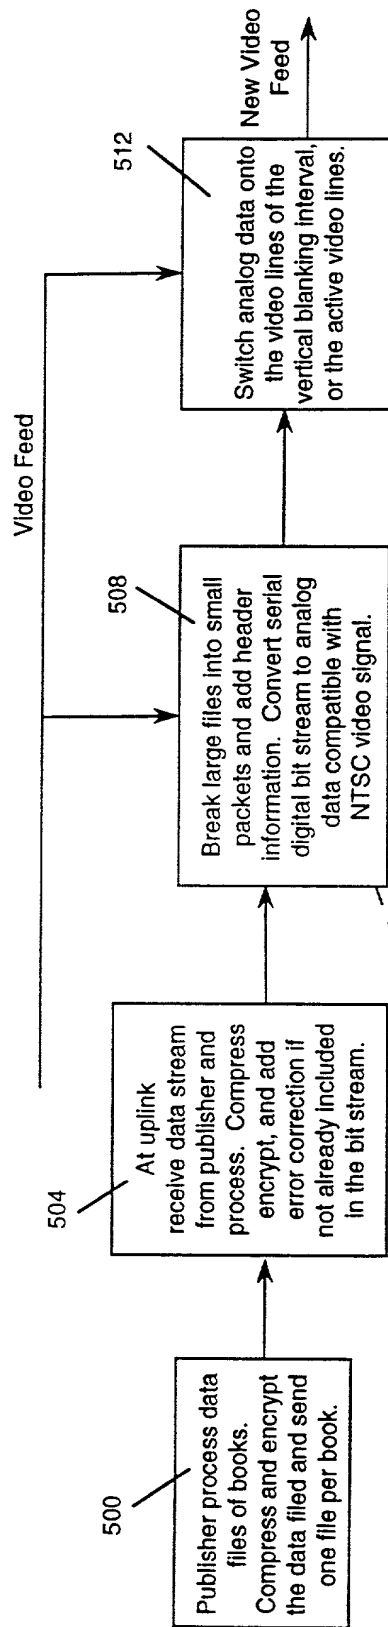 Video Feed
500
Publisher process data
files of books.
Compress and encrypt
the data filed and send
one file per book.
504
At uplink
receive data stream
from publisher and
process. Compress
encrypt, and add
error correction if
not already included
in the bit stream.
508
Break large files into small
packets and add header
information. Convert serial
digital bit stream to analog
data compatible with
NTSC video signal.
512
Switch analog data onto
the video lines of the
vertical blanking interval,
or the active video lines.
New Video
Feed